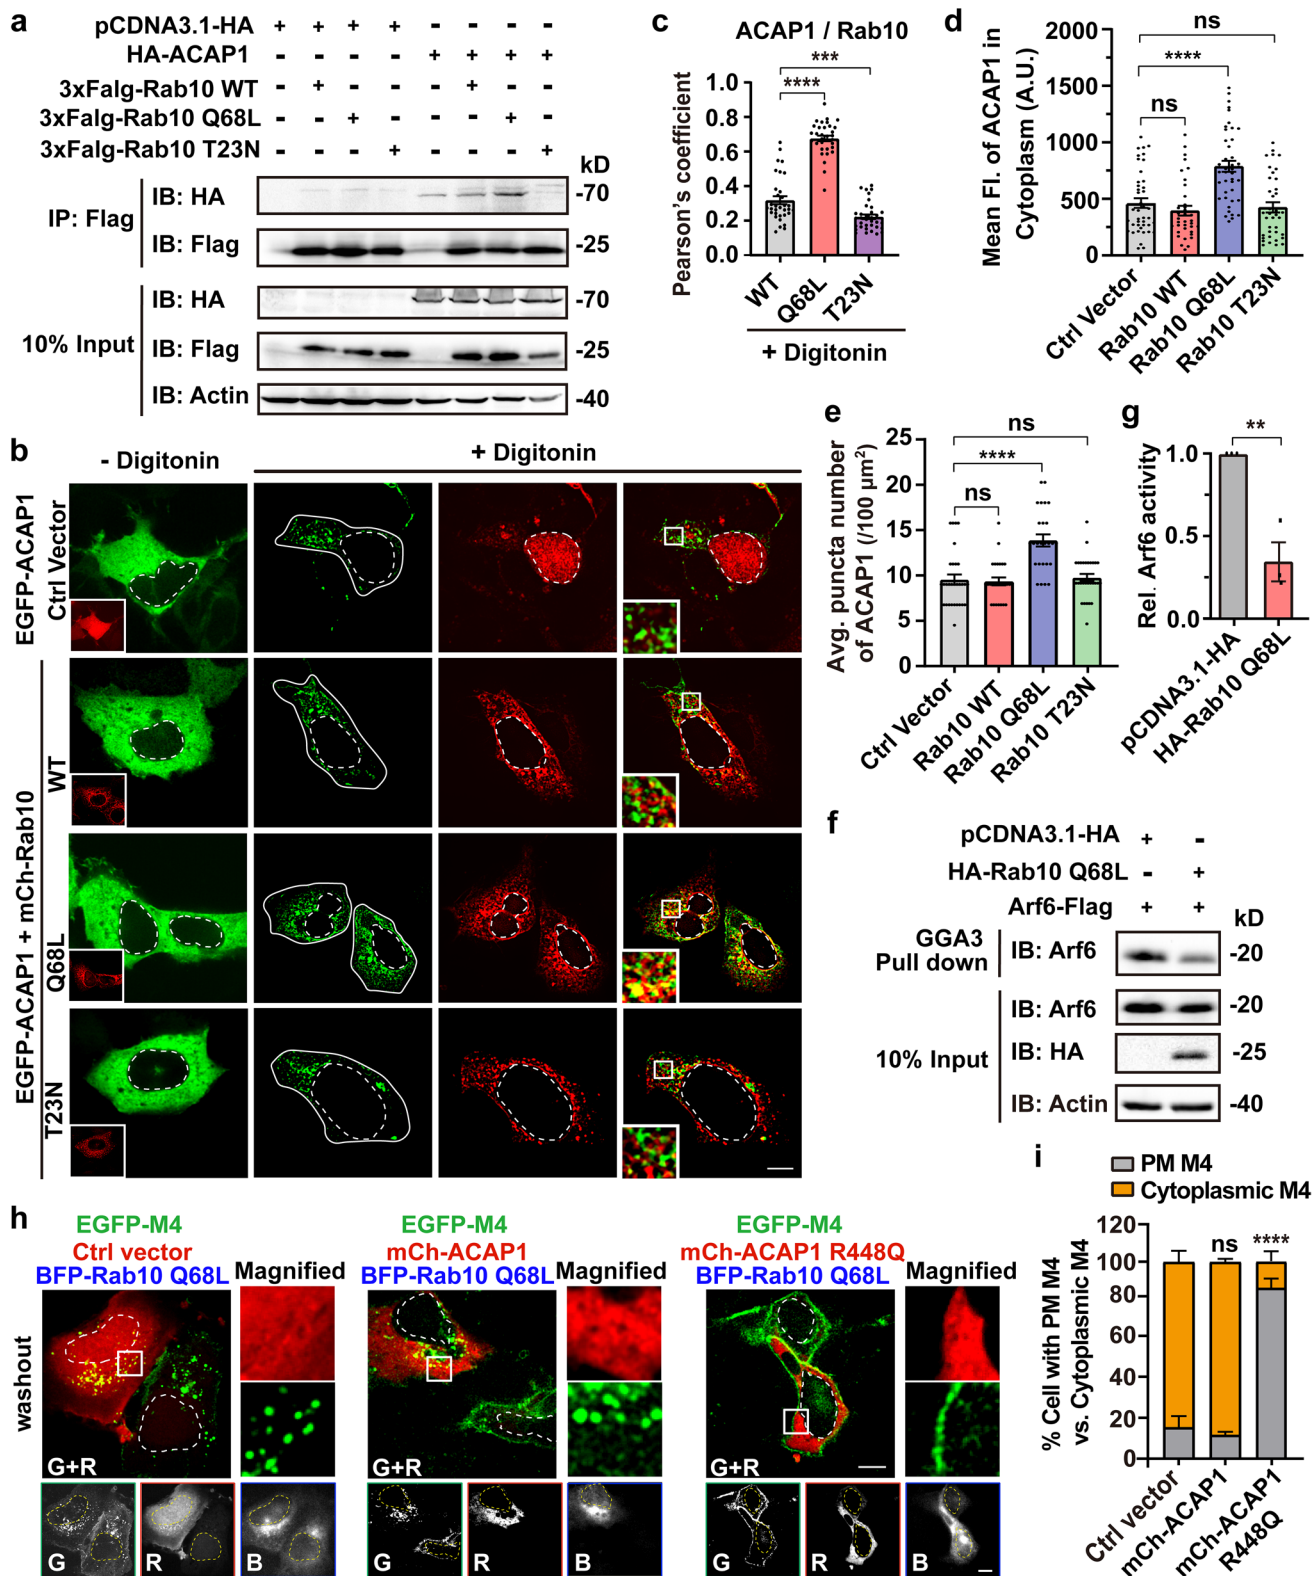 a
pCDNA3.1-HA + + + + - - - -
HA-ACAP1 - - - - + + + +
3xFalg-Rab10 WT - + - - - + - -
3xFalg-Rab10 Q68L - - + - - - + -
3xFalg-Rab10 T23N - - - + - - - +
kD
IP: Flag
IB: HA -70
IB: Flag -25
10% Input
IB: HA -70
IB: Flag -25
IB: Actin -40
b
- Digitonin
+ Digitonin
EGFP-ACAP1
Ctrl Vector
EGFP-ACAP1 + mCh-Rab10
WT
Q68L
T23N
c
ACAP1 / Rab10
Pearson's coefficient
1.0
0.8
0.6
0.4
0.2
0.0
***
****
WT
Q68L
T23N
+ Digitonin
d
Mean FI. of ACAP1 in
Cytoplasm (A.U.)
2000
1500
1000
500
0
ns
****
ns
Ctrl Vector
Rab10 WT
Rab10 Q68L
Rab10 T23N
e
Avg. puncta number
of ACAP1 (/100 µm²)
25
20
15
10
5
0
ns
****
ns
Ctrl Vector
Rab10 WT
Rab10 Q68L
Rab10 T23N
g
Rel. Arf6 activity
1.0
0.5
0.0
**
pCDNA3.1-HA
HA-Rab10 Q68L
f
pCDNA3.1-HA + -
HA-Rab10 Q68L - +
Arf6-Flag + +
kD
GGA3
Pull down
IB: Arf6 -20
10% Input
IB: Arf6 -20
IB: HA -25
IB: Actin -40
h
washout
EGFP-M4
Ctrl vector
BFP-Rab10 Q68L
Magnified
G+R
G
R
B
EGFP-M4
mCh-ACAP1
BFP-Rab10 Q68L
Magnified
G+R
G
R
B
EGFP-M4
mCh-ACAP1 R448Q
BFP-Rab10 Q68L
Magnified
G+R
G
R
B
i
PM M4
Cytoplasmic M4
% Cell with PM M4
vs. Cytoplasmic M4
120
100
80
60
40
20
0
ns
****
Ctrl vector
mCh-ACAP1
mCh-ACAP1
R448Q